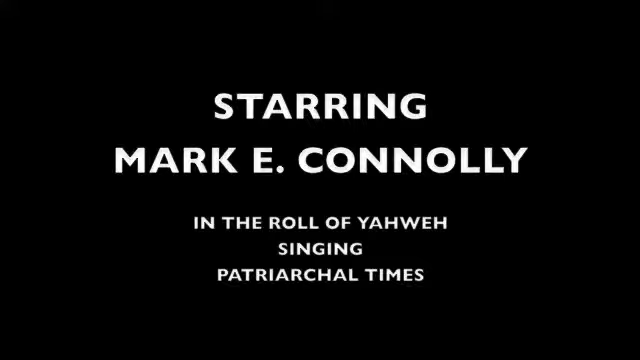 STARRING
MARK E. CONNOLLY
IN THE ROLL OF YAHWEH
SINGING
PATRIARCHAL TIMES